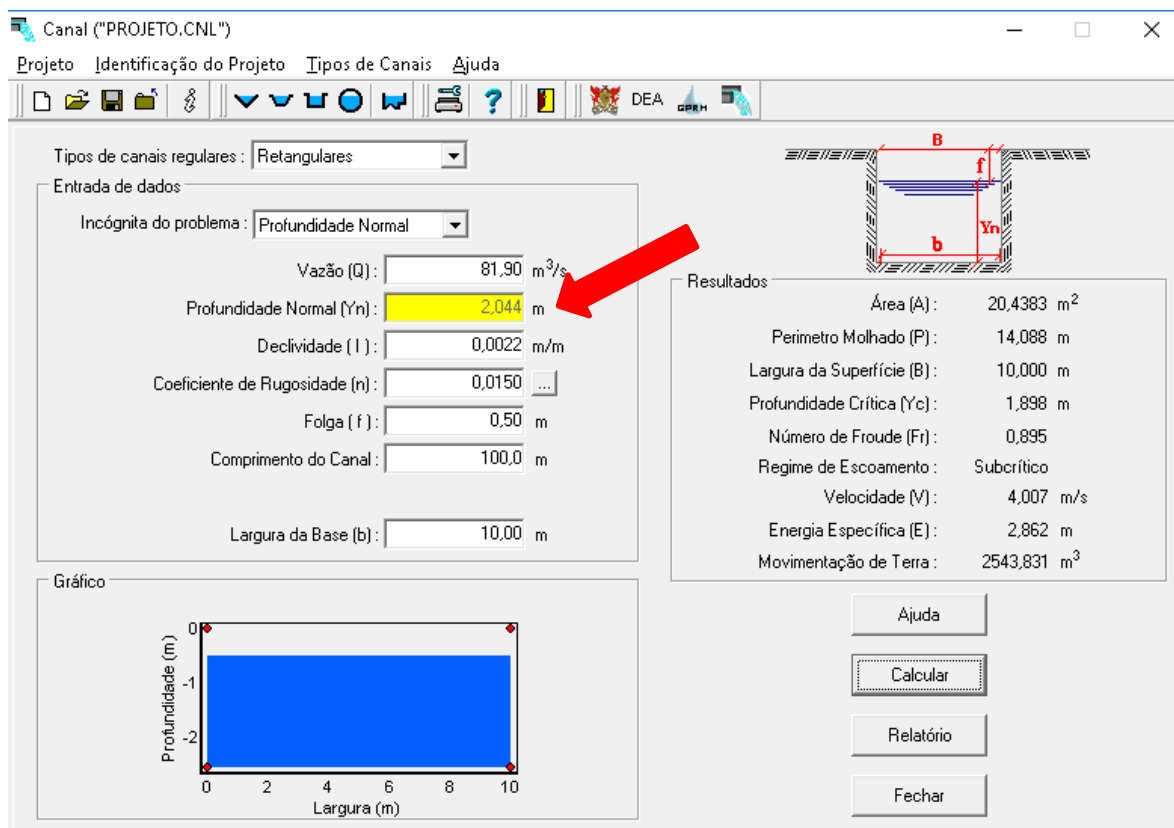 Canal ("PROJETO.CNL")
Projeto Identificação do Projeto Tipos de Canais Ajuda
DEA GPRH
Tipos de canais regulares : Retangulares
Entrada de dados
Incógnita do problema : Profundidade Normal
Vazão (Q) : 81,90 m³/s
Profundidade Normal (Yn) : 2,044 m
Declividade ( I ) : 0,0022 m/m
Coeficiente de Rugosidade (n) : 0,0150 ...
Folga ( f ) : 0,50 m
Comprimento do Canal : 100,0 m
Largura da Base (b) : 10,00 m
B
f
Yn
b
Resultados
Área (A) : 20,4383 m²
Perimetro Molhado (P) : 14,088 m
Largura da Superfície (B) : 10,000 m
Profundidade Crítica (Yc) : 1,898 m
Número de Froude (Fr) : 0,895
Regime de Escoamento : Subcrítico
Velocidade (V) : 4,007 m/s
Energia Específica (E) : 2,862 m
Movimentação de Terra : 2543,831 m³
Gráfico
Profundidade (m)
0
-1
-2
0 2 4 6 8 10
Largura (m)
Ajuda
Calcular
Relatório
Fechar